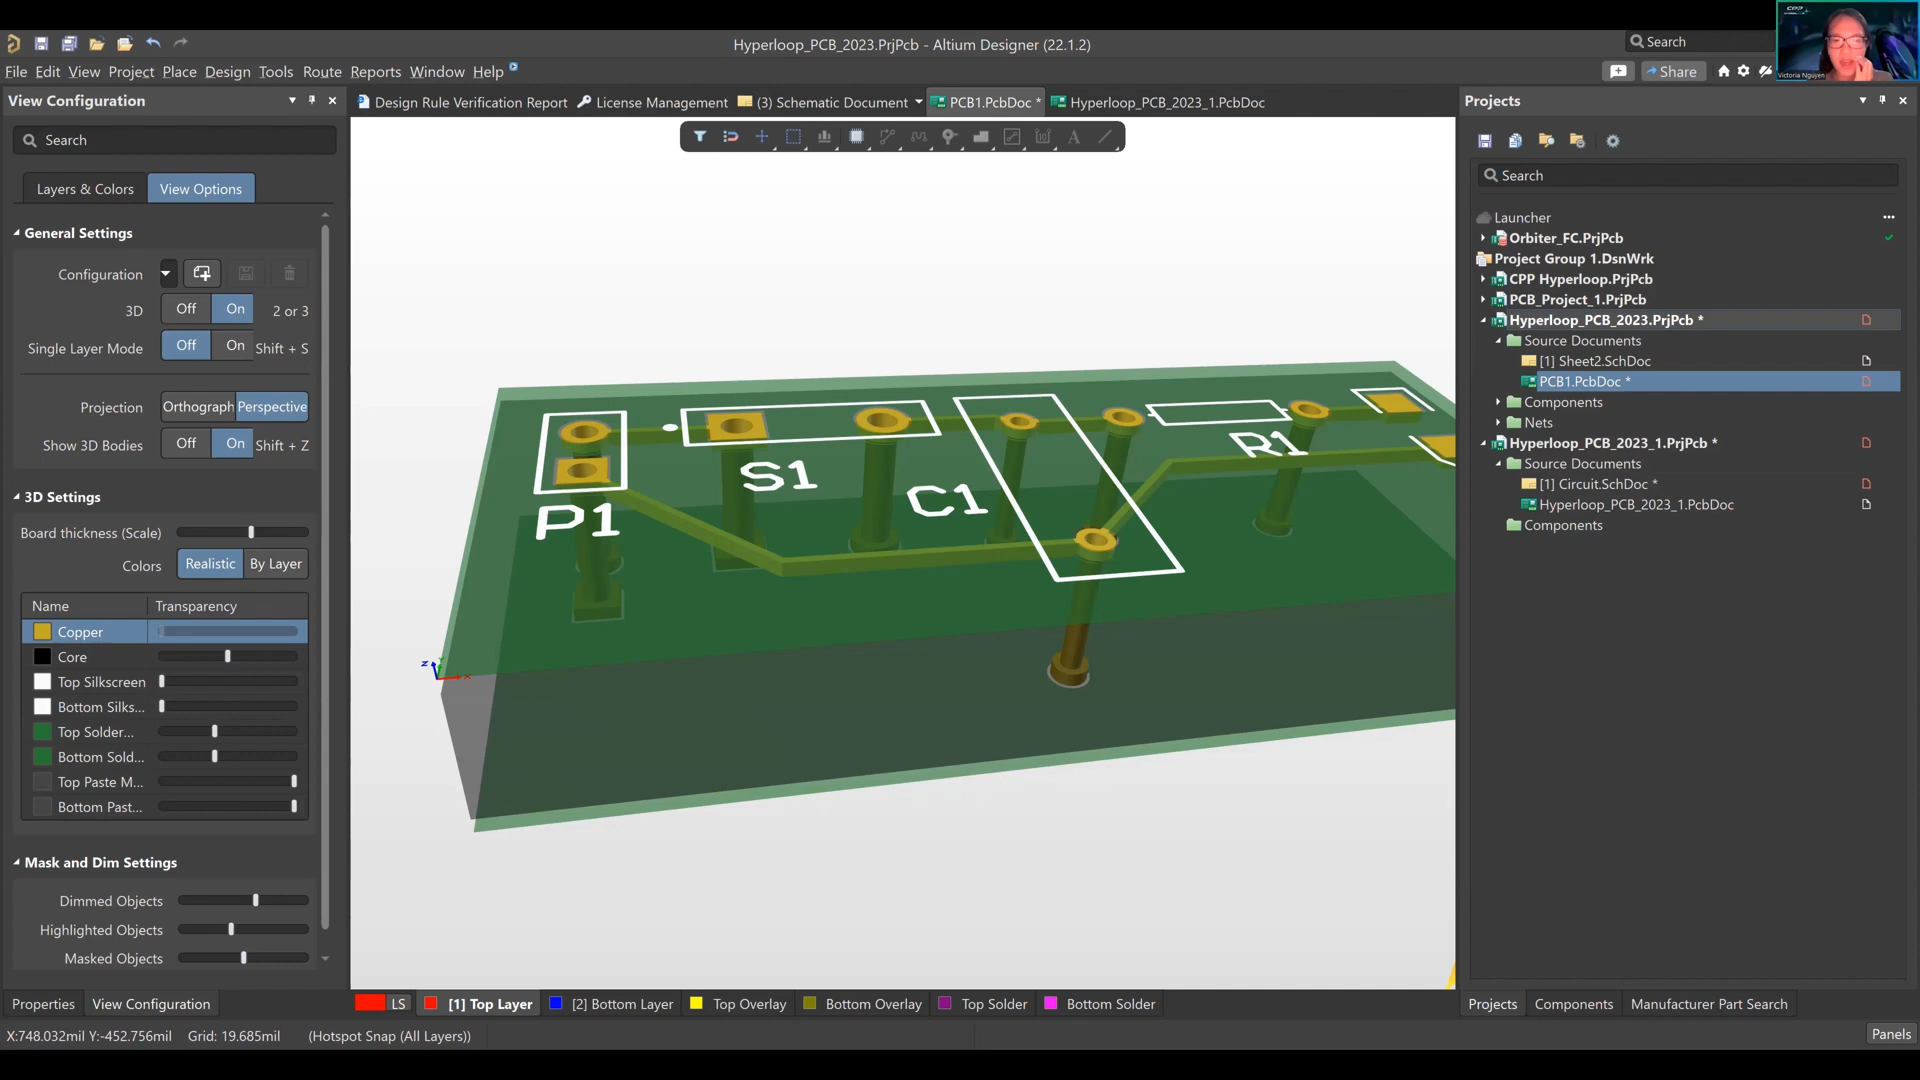 Hyperloop_PCB_2023.PrjPcb - Altium Designer (22.1.2)
Search
Victoria Nguyen
File Edit View Project Place Design Tools Route Reports Window Help
Share
View Configuration
Design Rule Verification Report
License Management
(3) Schematic Document
PCB1.PcbDoc *
Hyperloop_PCB_2023_1.PcbDoc
Projects
Search
Layers & Colors
View Options
General Settings
Configuration
3D Off On 2 or 3
Single Layer Mode Off On Shift + S
Projection Orthograph Perspective
Show 3D Bodies Off On Shift + Z
3D Settings
Board thickness (Scale)
Colors Realistic By Layer
Name Transparency
Copper
Core
Top Silkscreen
Bottom Silks...
Top Solder...
Bottom Sold...
Top Paste M...
Bottom Past...
Mask and Dim Settings
Dimmed Objects
Highlighted Objects
Masked Objects
Properties
View Configuration
P1
S1
C1
R1
Z
X
Search
Launcher
Orbiter_FC.PrjPcb
Project Group 1.DsnWrk
CPP Hyperloop.PrjPcb
PCB_Project_1.PrjPcb
Hyperloop_PCB_2023.PrjPcb *
Source Documents
[1] Sheet2.SchDoc
PCB1.PcbDoc *
Components
Nets
Hyperloop_PCB_2023_1.PrjPcb *
Source Documents
[1] Circuit.SchDoc *
Hyperloop_PCB_2023_1.PcbDoc
Components
LS
[1] Top Layer
[2] Bottom Layer
Top Overlay
Bottom Overlay
Top Solder
Bottom Solder
Projects
Components
Manufacturer Part Search
X:748.032mil Y:-452.756mil Grid: 19.685mil (Hotspot Snap (All Layers))
Panels